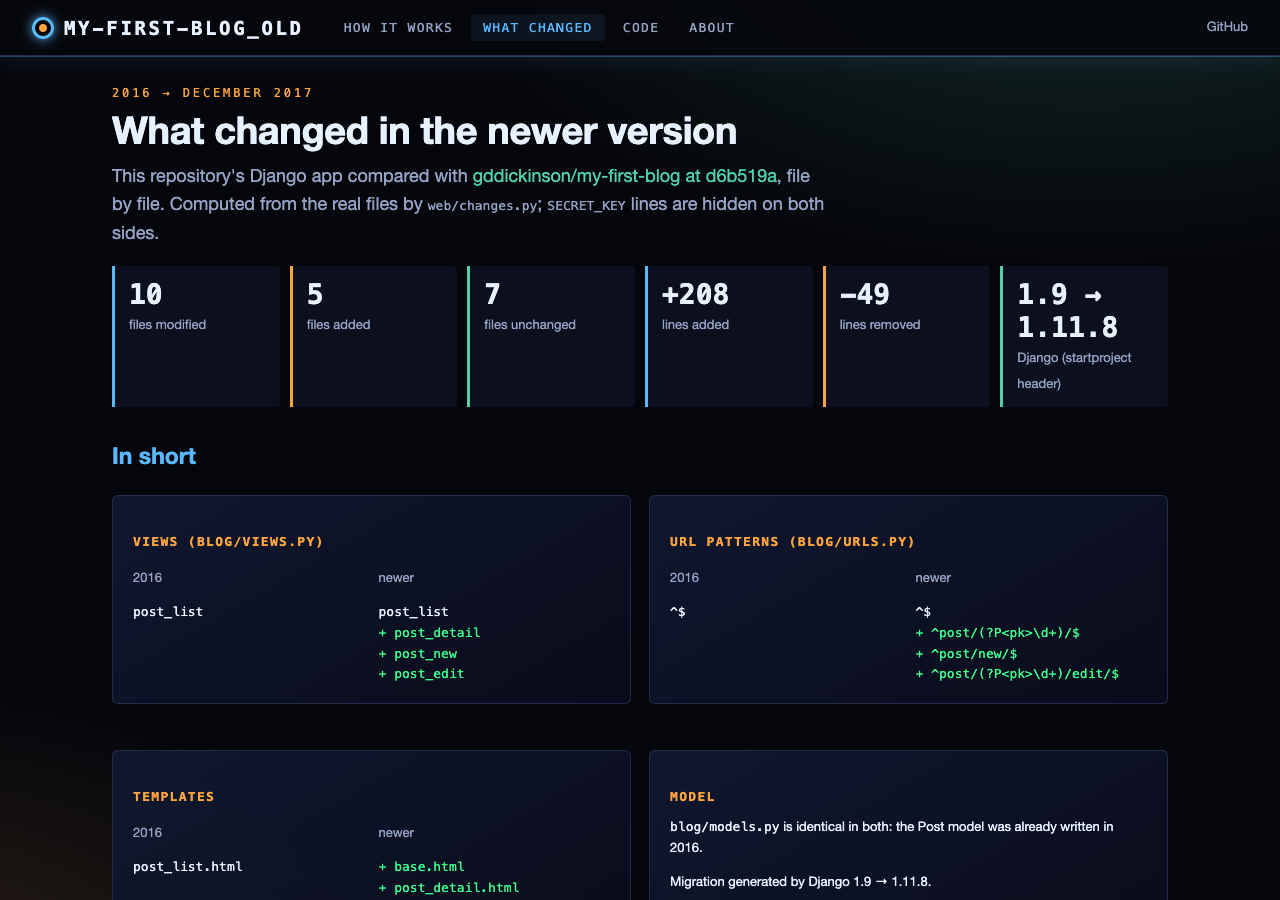 MY-FIRST-BLOG_OLD
HOW IT WORKS
WHAT CHANGED
CODE
ABOUT
GitHub
2016 → DECEMBER 2017
What changed in the newer version
This repository's Django app compared with gddickinson/my-first-blog at d6b519a, file
by file. Computed from the real files by web/changes.py; SECRET_KEY lines are hidden on both
sides.
10
files modified
5
files added
7
files unchanged
+208
lines added
−49
lines removed
1.9 →
1.11.8
Django (startproject
header)
In short
VIEWS (BLOG/VIEWS.PY)
2016
post_list
newer
post_list
+ post_detail
+ post_new
+ post_edit
URL PATTERNS (BLOG/URLS.PY)
2016
^$
newer
^$
+ ^post/(?P<pk>\d+)/$
+ ^post/new/$
+ ^post/(?P<pk>\d+)/edit/$
TEMPLATES
2016
post_list.html
newer
+ base.html
+ post_detail.html
MODEL
blog/models.py is identical in both: the Post model was already written in
2016.
Migration generated by Django 1.9 → 1.11.8.